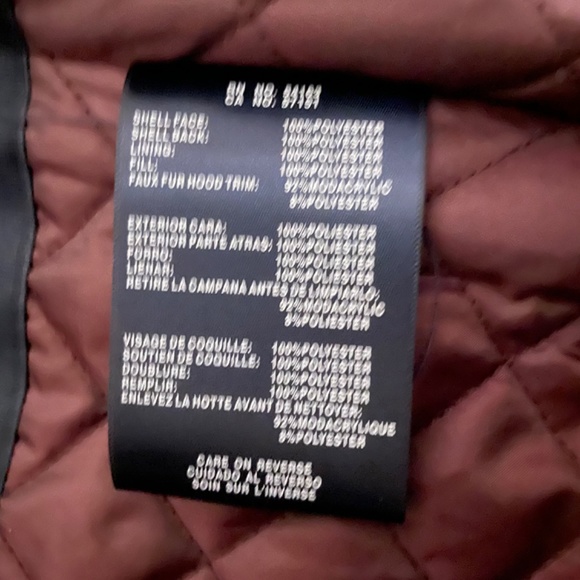 CA NO. 57151
SHELL FACE: 100%POLYESTER
SHELL BACK: 100%POLYESTER
LINING: 100%POLYESTER
FILL: 100%POLYESTER
FAUX FUR HOOD TRIM: 92%MODACRYLIC
8%POLYESTER
EXTERIOR CARA: 100%POLYESTER
EXTERIOR PARTE ATRAS: 100%POLYESTER
FORRO: 100%POLYESTER
LIENAR: 100%POLYESTER
RETIRE LA CAMPANA ANTES DE LIMPIARLO:
92%MODACRYLIC
8%POLIESTER
VISAGE DE COQUILLE: 100%POLYESTER
SOUTIEN DE COQUILLE: 100%POLYESTER
DOUBLURE: 100%POLYESTER
REMPLIR: 100%POLYESTER
ENLEVEZ LA HOTTE AVANT DE NETTOYER:
92%MODACRYLIQUE
8%POLYESTER
CARE ON REVERSE
CUIDADO AL REVERSO
SOIN SUR L'INVERSE